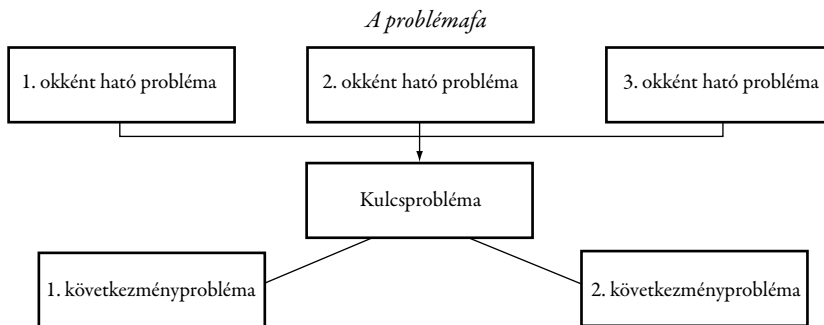 A problémafa
1. okként ható probléma
2. okként ható probléma
3. okként ható probléma
Kulcsprobléma
1. következményprobléma
2. következményprobléma